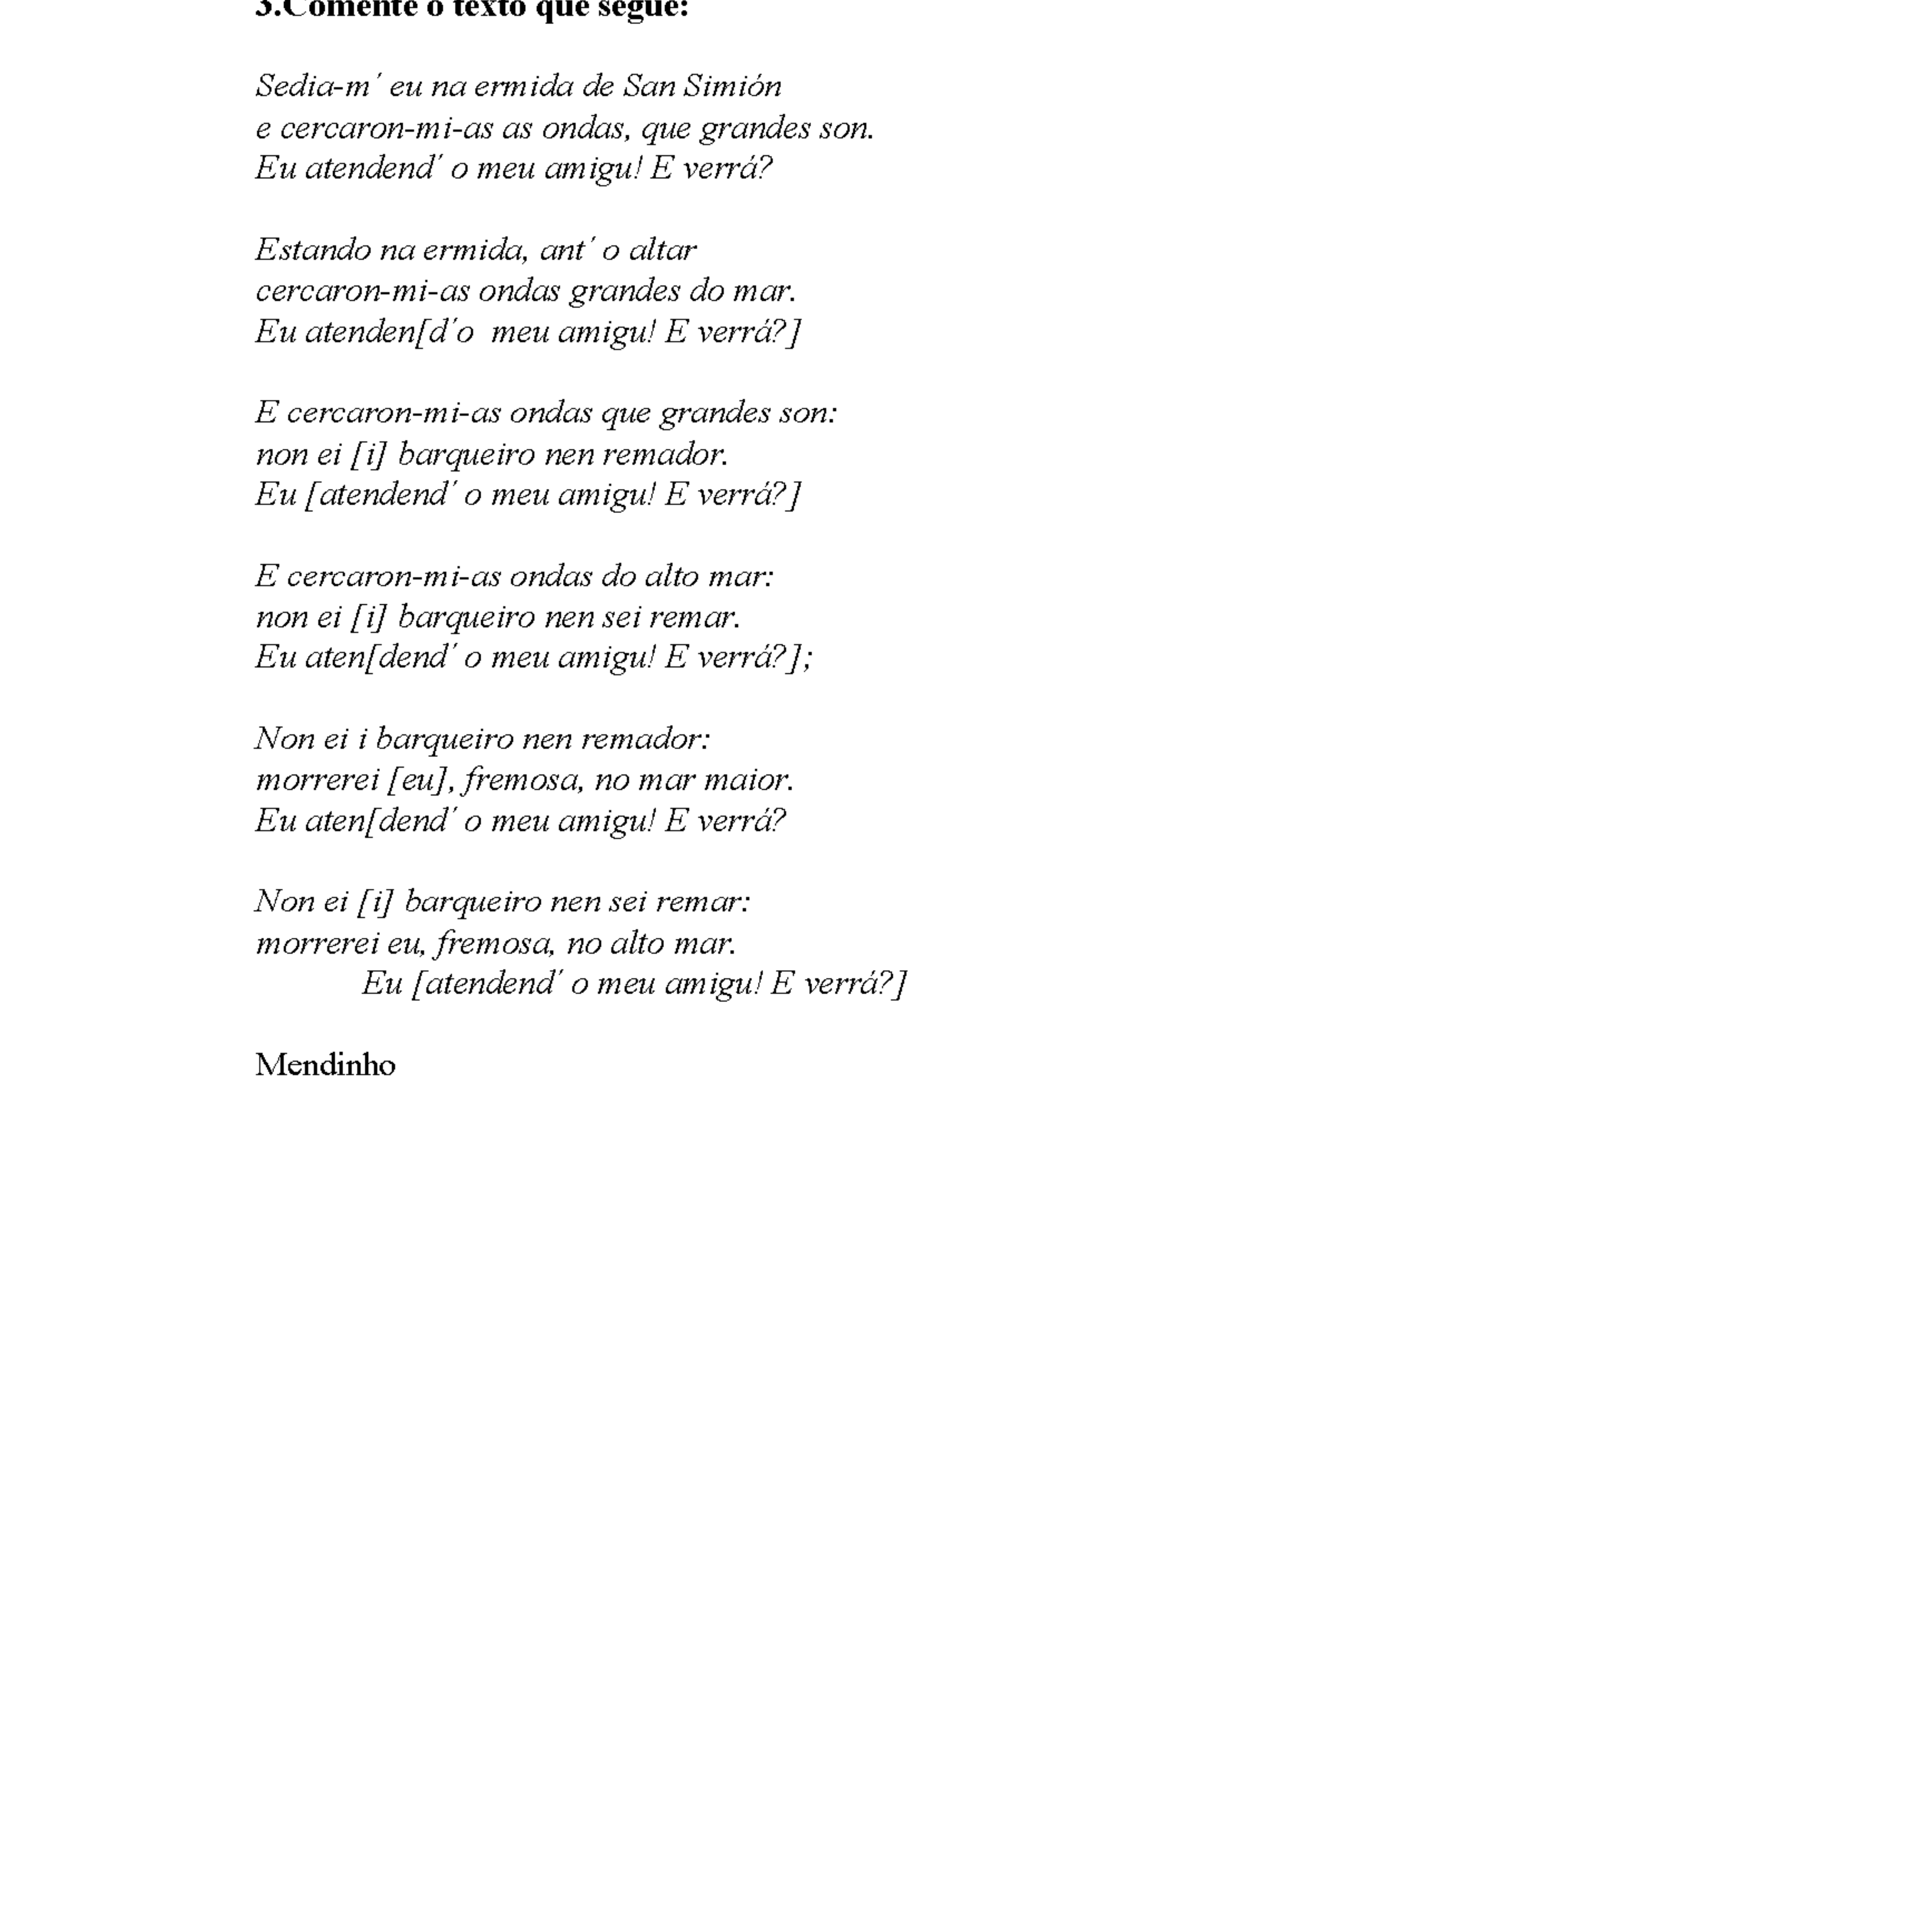 3.Comente o texto que segue:
Sedia-m´ eu na ermida de San Simión
e cercaron-mi-as as ondas, que grandes son.
Eu atendend´ o meu amigu! E verrá?
Estando na ermida, ant´ o altar
cercaron-mi-as ondas grandes do mar.
Eu atenden[d´o  meu amigu! E verrá?]
E cercaron-mi-as ondas que grandes son:
non ei [i] barqueiro nen remador.
Eu [atendend´ o meu amigu! E verrá?]
E cercaron-mi-as ondas do alto mar:
non ei [i] barqueiro nen sei remar.
Eu aten[dend´ o meu amigu! E verrá?];
Non ei i barqueiro nen remador:
morrerei [eu], fremosa, no mar maior.
Eu aten[dend´ o meu amigu! E verrá?
Non ei [i] barqueiro nen sei remar:
morrerei eu, fremosa, no alto mar.
Eu [atendend´ o meu amigu! E verrá?]
Mendinho